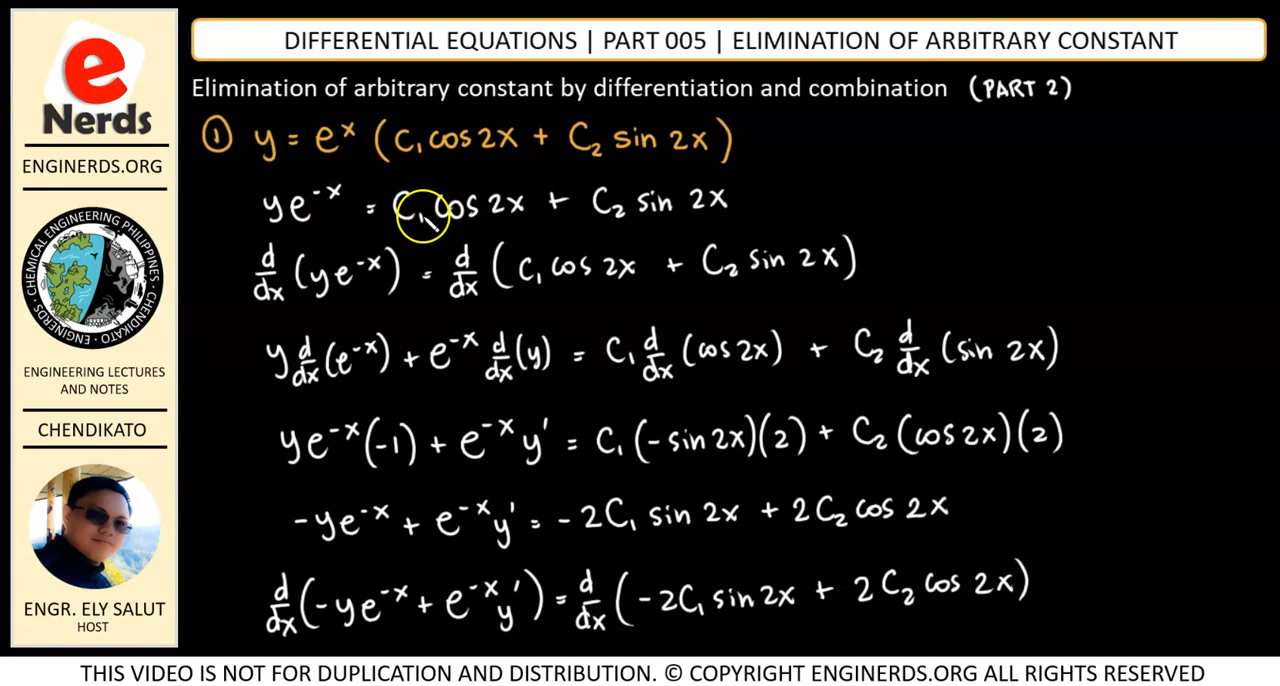 e
Nerds
ENGINERDS.ORG
CHEMICAL ENGINEERING PHILIPPINES
• CHENDIKATO • ENGINERDS •
ENGINEERING LECTURES
AND NOTES
CHENDIKATO
ENGR. ELY SALUT
HOST
DIFFERENTIAL EQUATIONS | PART 005 | ELIMINATION OF ARBITRARY CONSTANT
Elimination of arbitrary constant by differentiation and combination (PART 2)
① y = eˣ (C₁ cos 2x + C₂ sin 2x)
ye⁻ˣ = C₁ cos 2x + C₂ sin 2x
d/dx (ye⁻ˣ) = d/dx (C₁ cos 2x + C₂ sin 2x)
y d/dx (e⁻ˣ) + e⁻ˣ d/dx (y) = C₁ d/dx (cos 2x) + C₂ d/dx (sin 2x)
ye⁻ˣ(-1) + e⁻ˣ y' = C₁ (-sin 2x)(2) + C₂ (cos 2x)(2)
-ye⁻ˣ + e⁻ˣ y' = -2C₁ sin 2x + 2C₂ cos 2x
d/dx (-ye⁻ˣ + e⁻ˣ y') = d/dx (-2C₁ sin 2x + 2C₂ cos 2x)
THIS VIDEO IS NOT FOR DUPLICATION AND DISTRIBUTION. © COPYRIGHT ENGINERDS.ORG ALL RIGHTS RESERVED